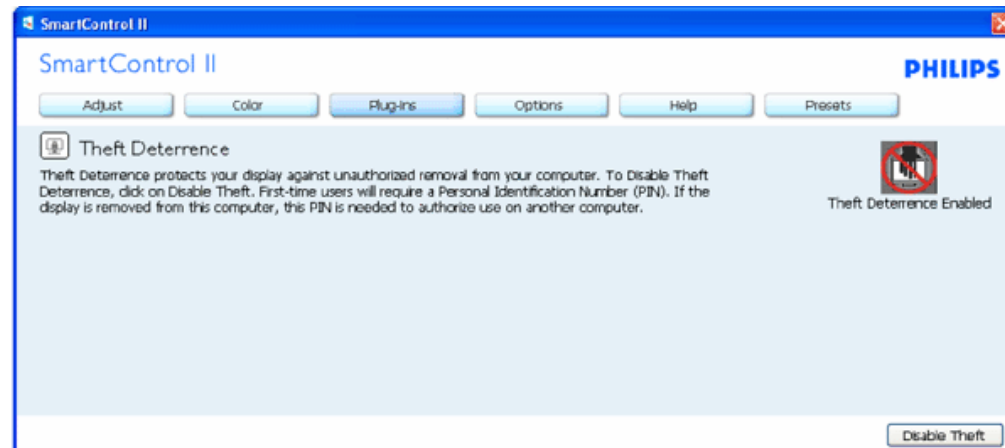 SmartControl II
SmartControl II
PHILIPS
Adjust Color Plug-Ins Options Help Presets
Theft Deterrence
Theft Deterrence protects your display against unauthorized removal from your computer. To Disable Theft
Deterrence, click on Disable Theft. First-time users will require a Personal Identification Number (PIN). If the
display is removed from this computer, this PIN is needed to authorize use on another computer.
Theft Deterrence Enabled
Disable Theft